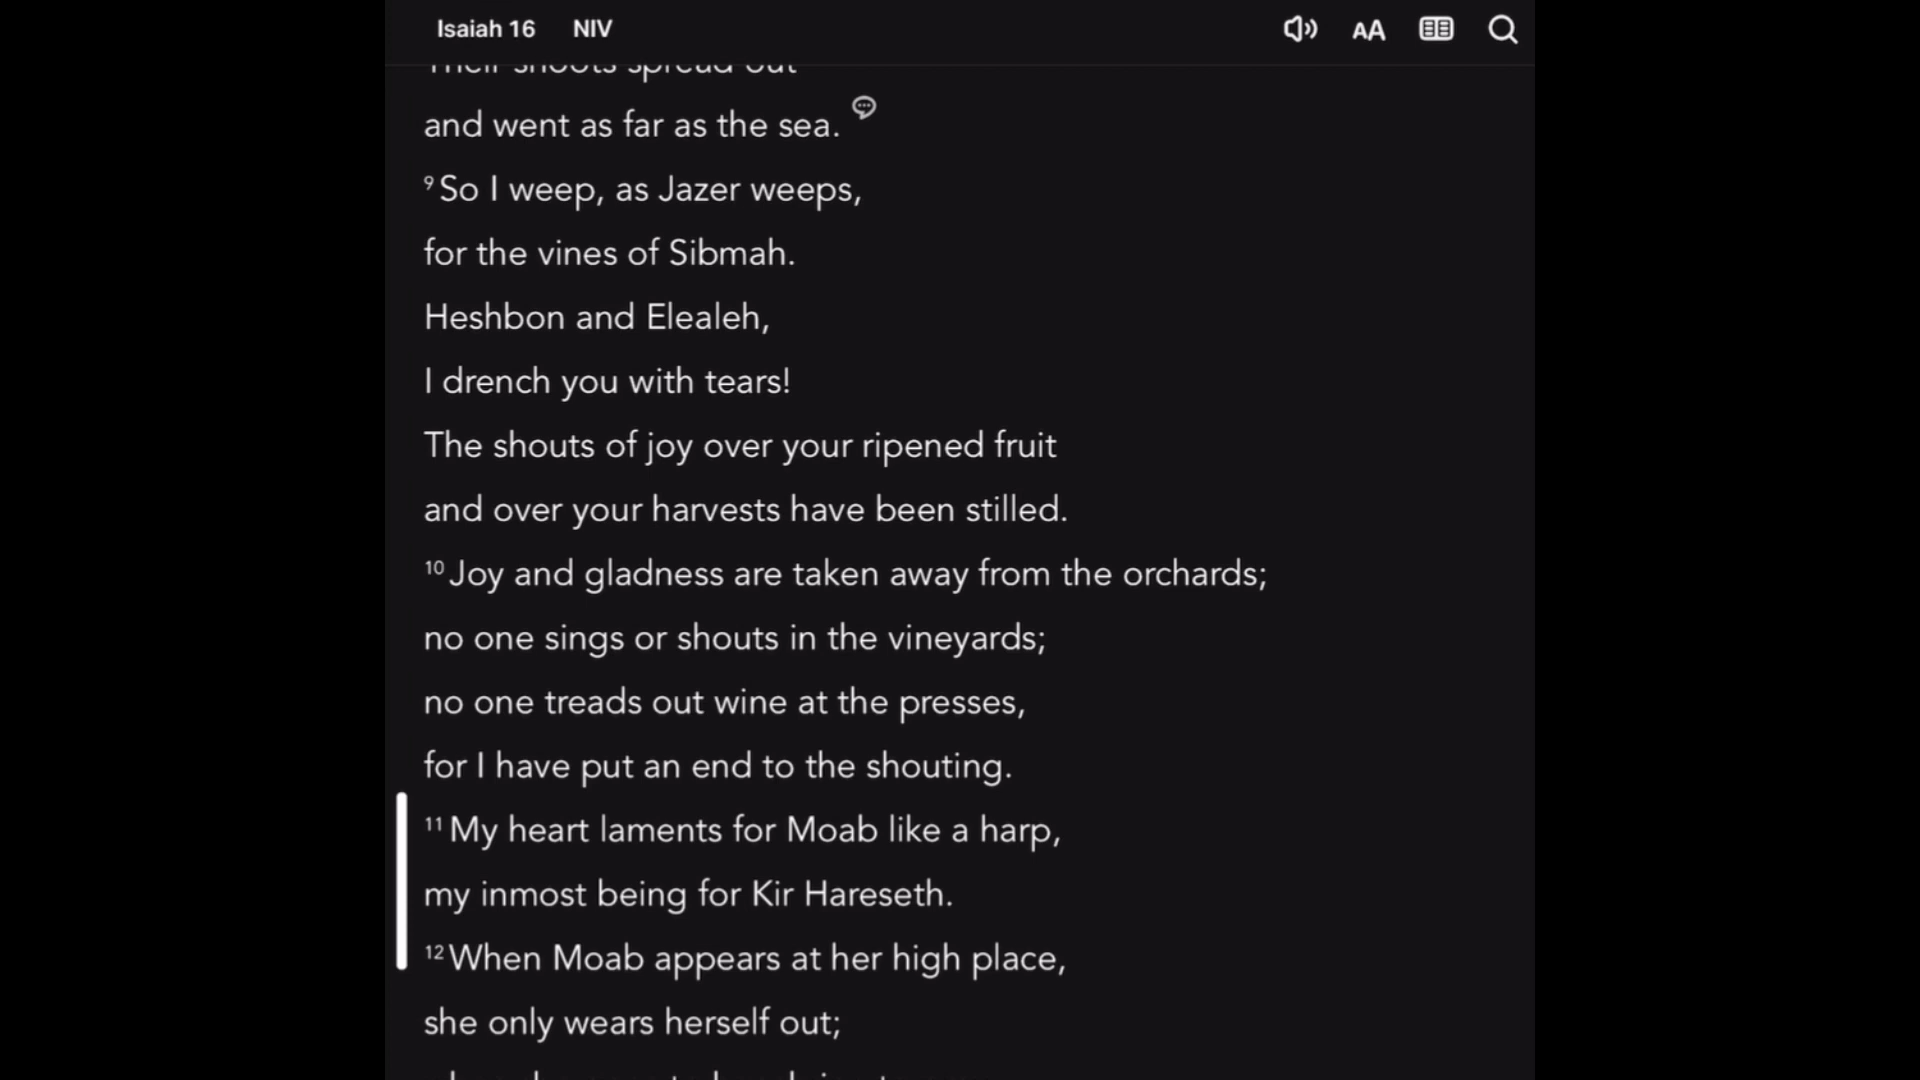 Isaiah 16 NIV
AA
Their shoots spread out
and went as far as the sea.
9 So I weep, as Jazer weeps,
for the vines of Sibmah.
Heshbon and Elealeh,
I drench you with tears!
The shouts of joy over your ripened fruit
and over your harvests have been stilled.
10 Joy and gladness are taken away from the orchards;
no one sings or shouts in the vineyards;
no one treads out wine at the presses,
for I have put an end to the shouting.
11 My heart laments for Moab like a harp,
my inmost being for Kir Hareseth.
12 When Moab appears at her high place,
she only wears herself out;